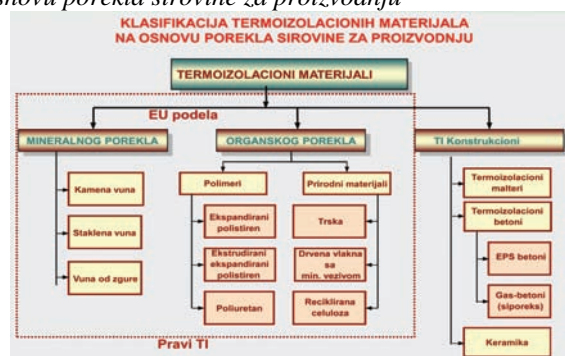 osnovu porekla sirovine za proizvodnju
KLASIFIKACIJA TERMOIZOLACIONIH MATERIJALA
NA OSNOVU POREKLA SIROVINE ZA PROIZVODNJU
TERMOIZOLACIONI MATERIJALI
EU podela
MINERALNOG POREKLA
ORGANSKOG POREKLA
TI Konstrukcioni
Kamena vuna
Staklena vuna
Vuna od zgure
Polimeri
Ekspandirani
polistiren
Ekstrudirani
ekspandirani
polistiren
Poliuretan
Prirodni materijali
Trska
Drvena vlakna
sa
min. vezivom
Reciklirana
celuloza
Termoizolacioni
malteri
Termoizolacioni
betoni
EPS betoni
Gas-betoni
(siporeks)
Keramika
Pravi TI